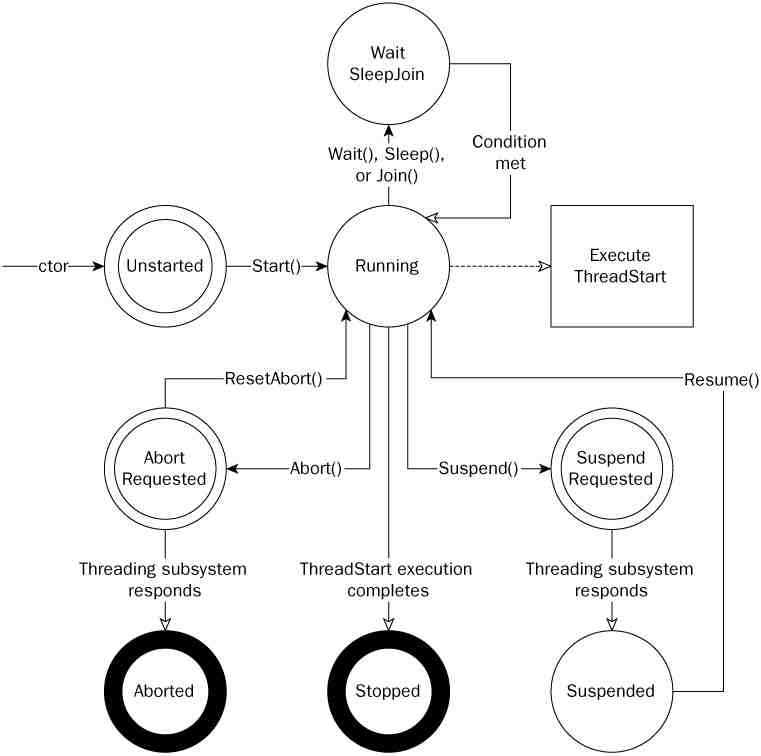 Wait
SleepJoin
Condition
met
Wait(), Sleep(),
or Join()
ctor
Unstarted
Start()
Running
Execute
ThreadStart
ResetAbort()
Resume()
Abort
Requested
Abort()
Suspend()
Suspend
Requested
Threading subsystem
responds
ThreadStart execution
completes
Threading subsystem
responds
Aborted
Stopped
Suspended